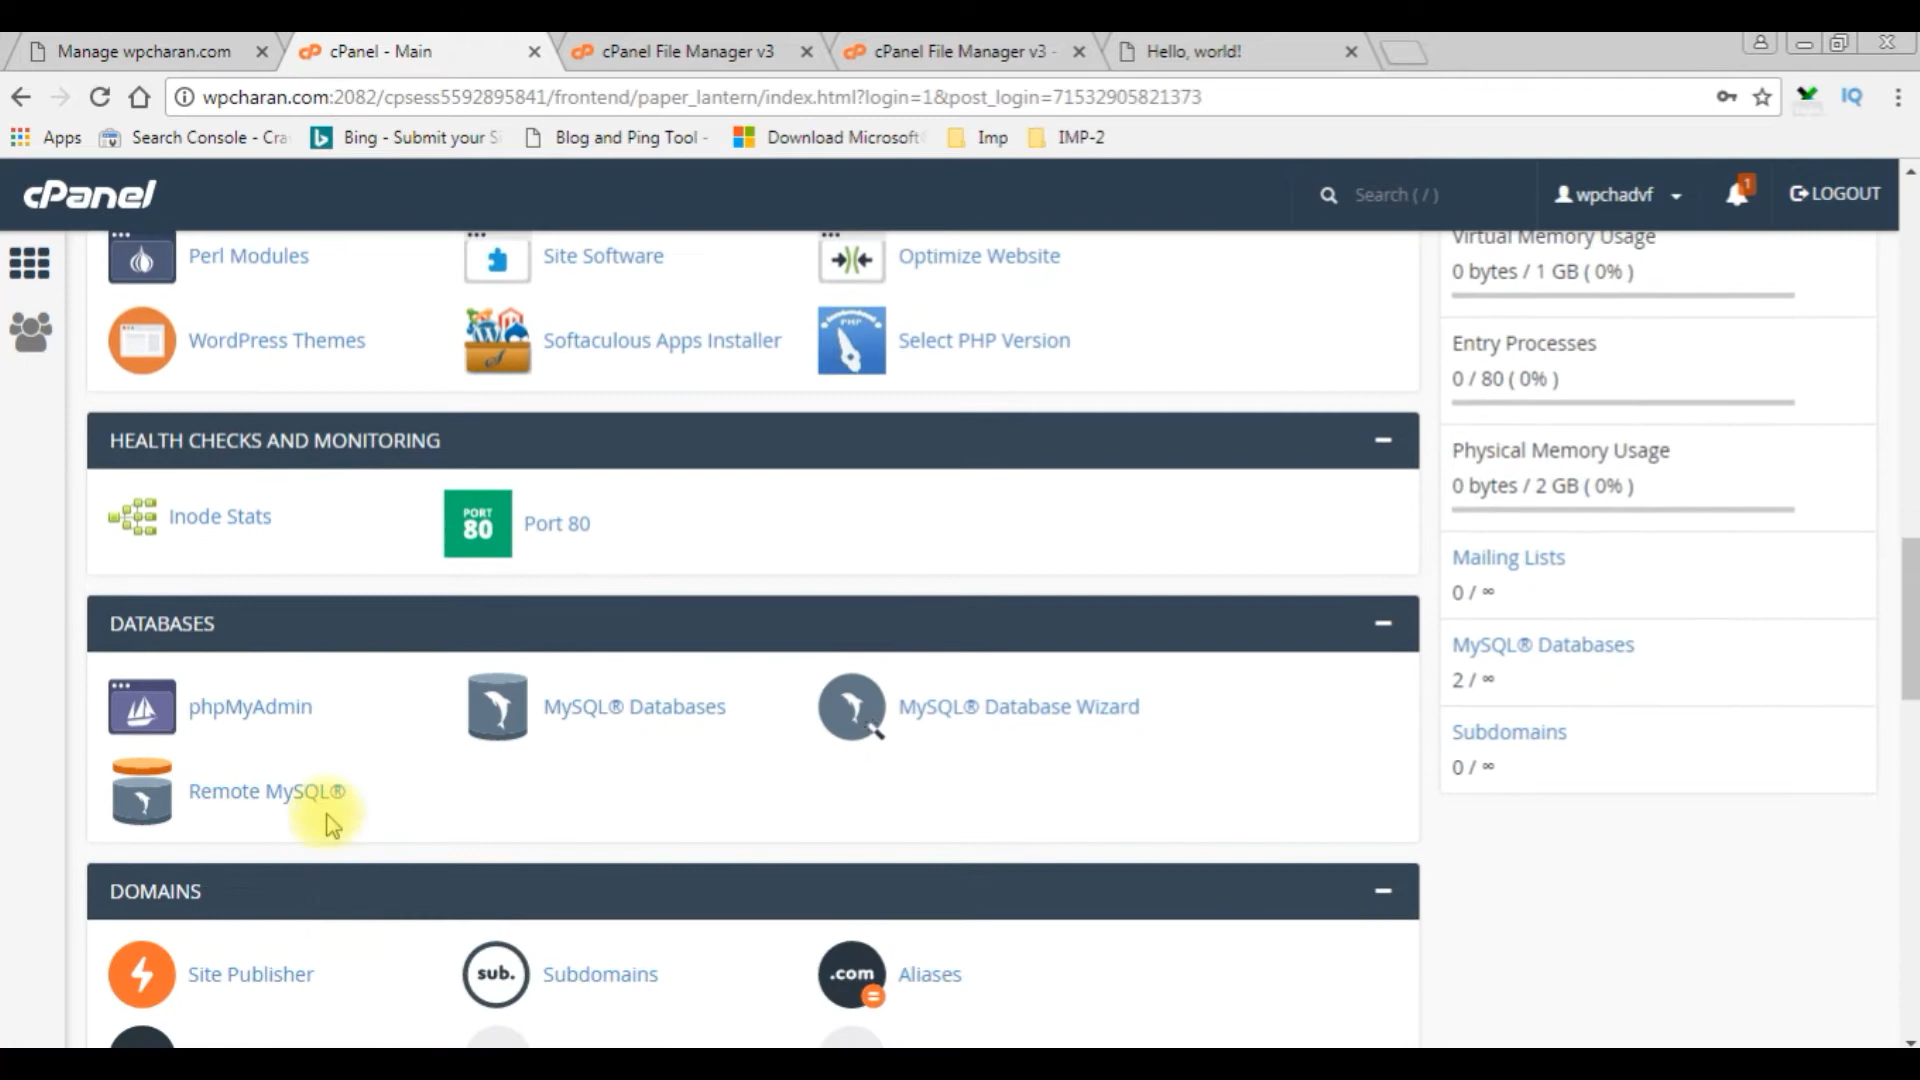 Manage wpcharan.com
cPanel - Main
cPanel File Manager v3
cPanel File Manager v3 -
Hello, world!
wpcharan.com:2082/cpsess5592895841/frontend/paper_lantern/index.html?login=1&post_login=71532905821373
IQ
Apps
Search Console - Cra
Bing - Submit your S
Blog and Ping Tool -
Download Microsoft
Imp
IMP-2
cPanel
Search ( / )
wpchadvf
1
LOGOUT
Perl Modules
Site Software
Optimize Website
WordPress Themes
Softaculous Apps Installer
PHP
Select PHP Version
HEALTH CHECKS AND MONITORING
Inode Stats
PORT
80
Port 80
DATABASES
phpMyAdmin
MySQL® Databases
MySQL® Database Wizard
Remote MySQL®
DOMAINS
Site Publisher
sub.
Subdomains
.com
Aliases
Virtual Memory Usage
0 bytes / 1 GB ( 0% )
Entry Processes
0 / 80 ( 0% )
Physical Memory Usage
0 bytes / 2 GB ( 0% )
Mailing Lists
0 / ∞
MySQL® Databases
2 / ∞
Subdomains
0 / ∞